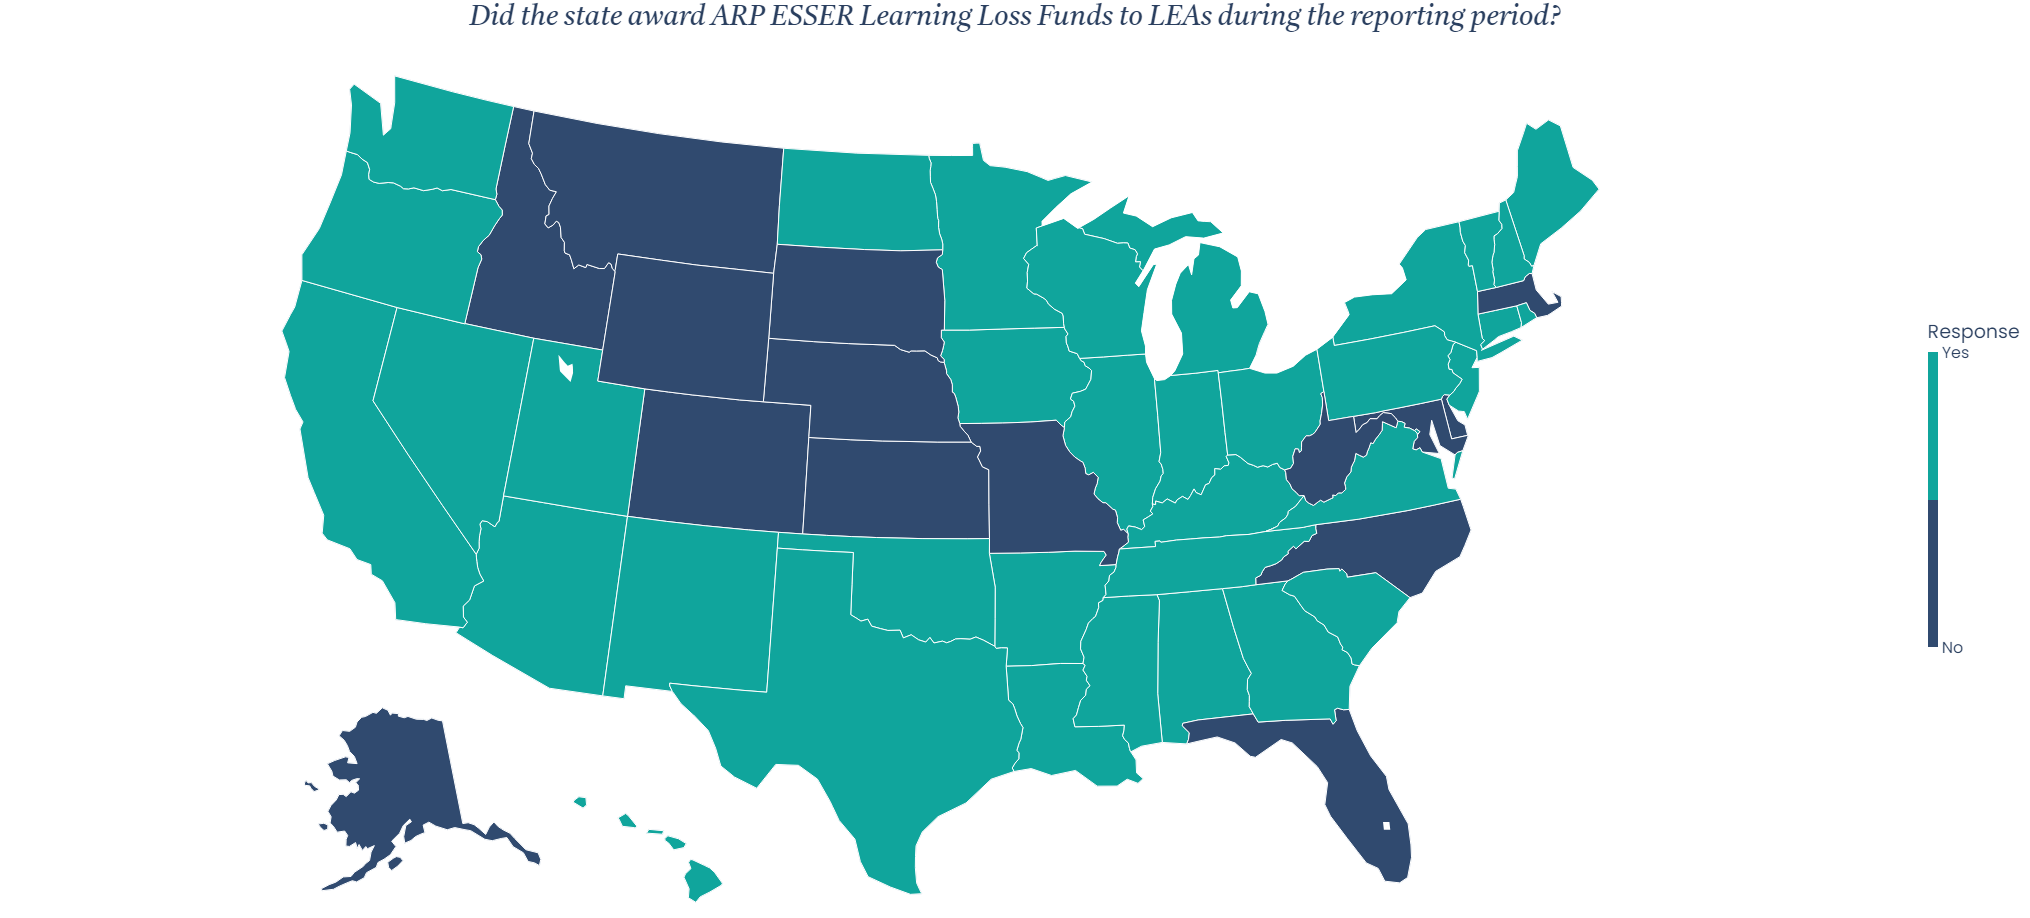 Did the state award ARP ESSER Learning Loss Funds to LEAs during the reporting period?
Response
Yes
No